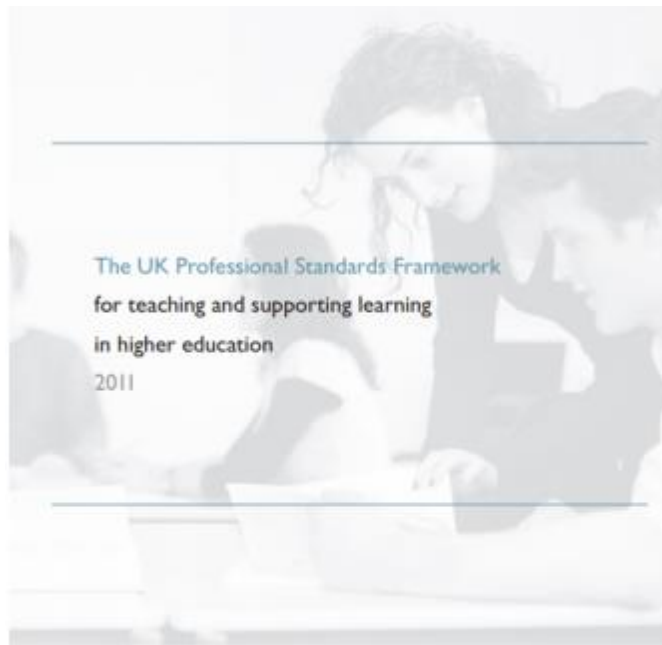 The UK Professional Standards Framework
for teaching and supporting learning
in higher education
2011